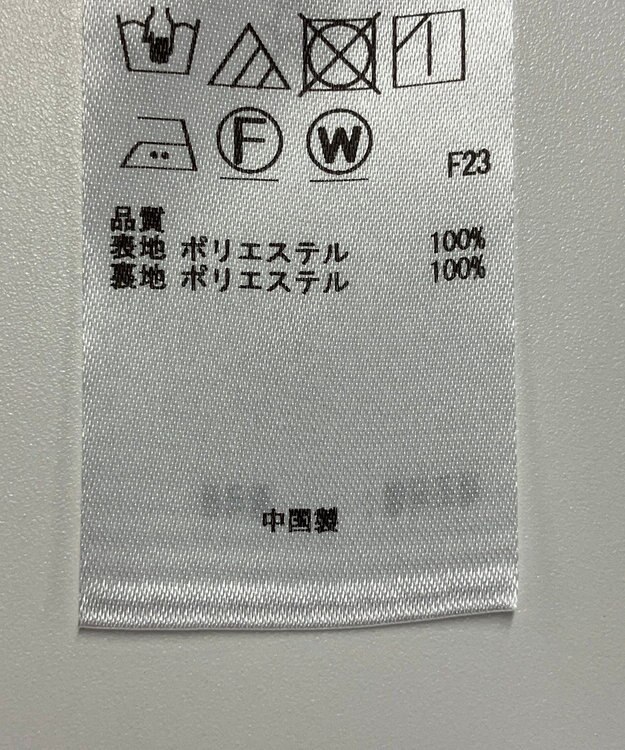 F W F23
品質
表地 ポリエステル 100%
裏地 ポリエステル 100%
中国製